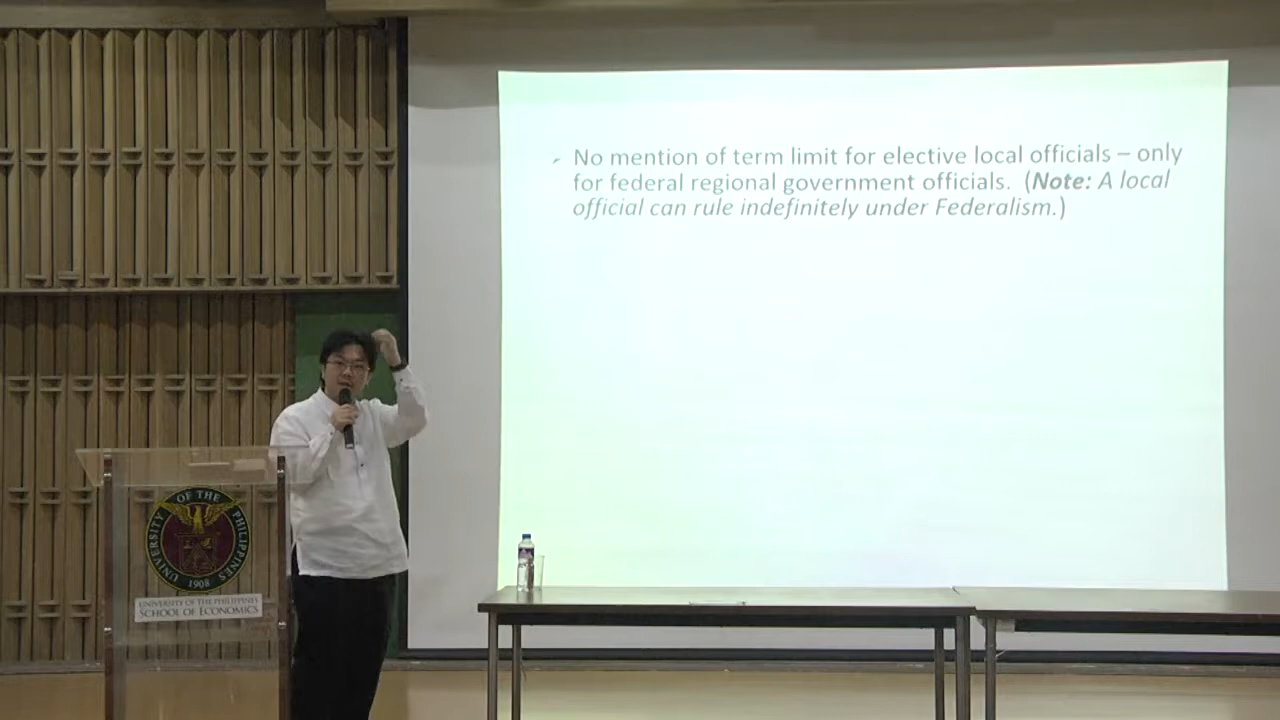 No mention of term limit for elective local officials – only
for federal regional government officials.  (Note: A local
official can rule indefinitely under Federalism.)
UNIVERSITY OF THE PHILIPPINES
1908
UNIVERSITY OF THE PHILIPPINES
SCHOOL OF ECONOMICS